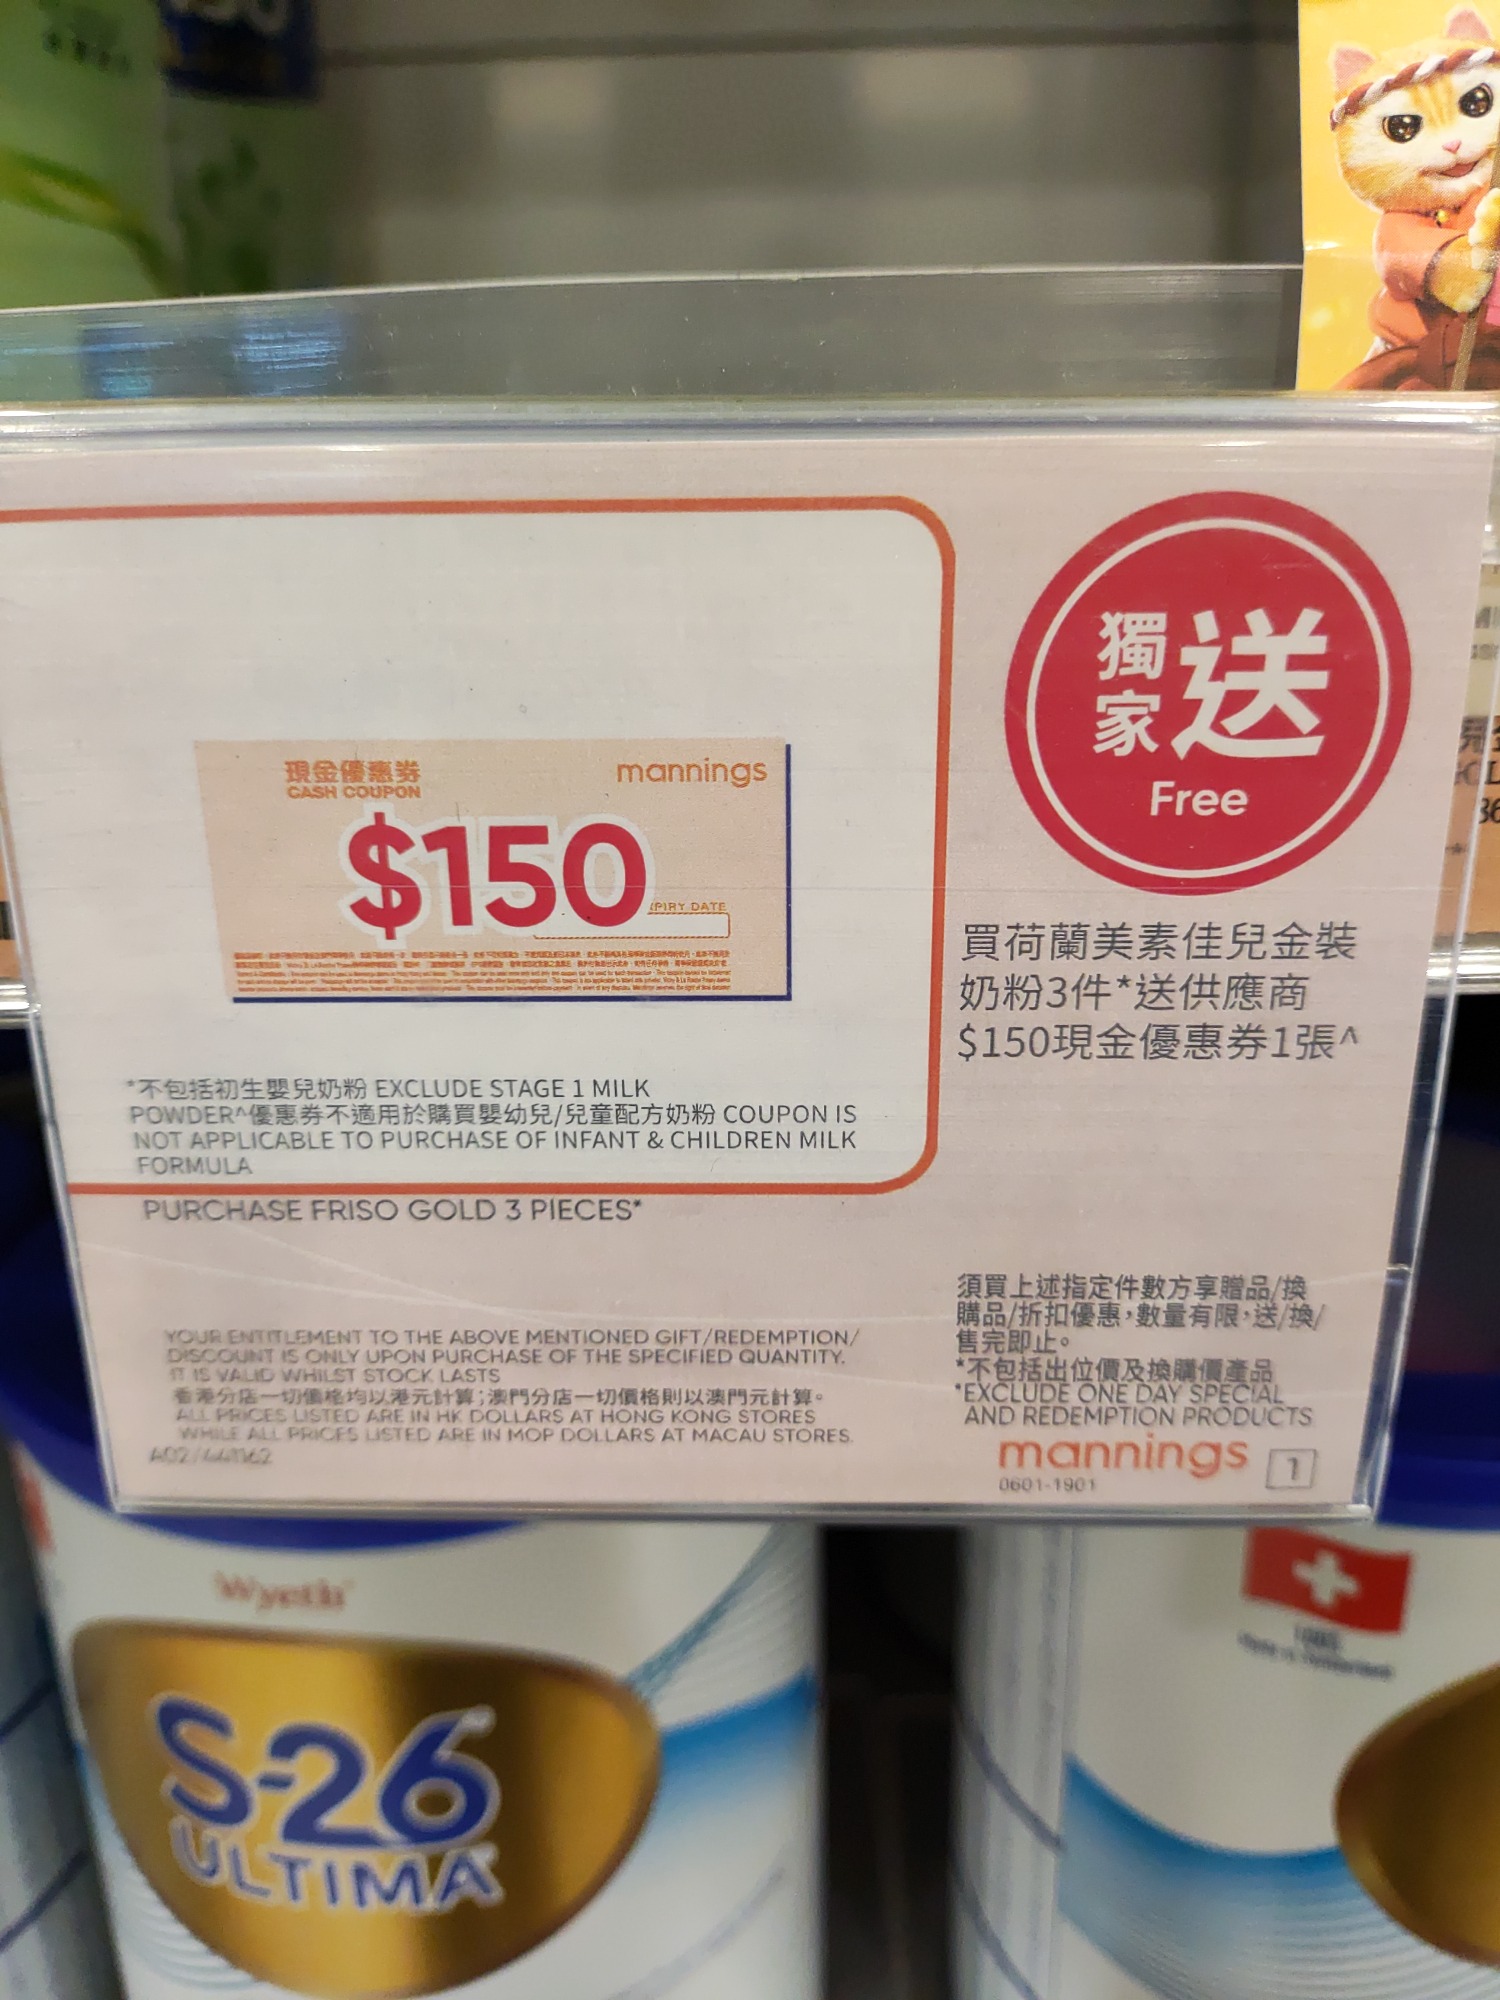 獨家 送
Free
現金優惠券
CASH COUPON
mannings
$150
PIRY DATE
買荷蘭美素佳兒金裝
奶粉3件*送供應商
$150現金優惠券1張^
*不包括初生嬰兒奶粉 EXCLUDE STAGE 1 MILK
POWDER^優惠券不適用於購買嬰幼兒/兒童配方奶粉 COUPON IS
NOT APPLICABLE TO PURCHASE OF INFANT & CHILDREN MILK
FORMULA
PURCHASE FRISO GOLD 3 PIECES*
YOUR ENTITLEMENT TO THE ABOVE MENTIONED GIFT/REDEMPTION/
DISCOUNT IS ONLY UPON PURCHASE OF THE SPECIFIED QUANTITY.
IT IS VALID WHILST STOCK LASTS
香港分店一切價格均以港元計算;澳門分店一切價格則以澳門元計算。
ALL PRICES LISTED ARE IN HK DOLLARS AT HONG KONG STORES
WHILE ALL PRICES LISTED ARE IN MOP DOLLARS AT MACAU STORES.
須買上述指定件數方享贈品/換
購品/折扣優惠,數量有限,送/換/
售完即止。
*不包括出位價及換購價產品
*EXCLUDE ONE DAY SPECIAL
AND REDEMPTION PRODUCTS
mannings 1
0601-1901
Wyeth
S-26
ULTIMA